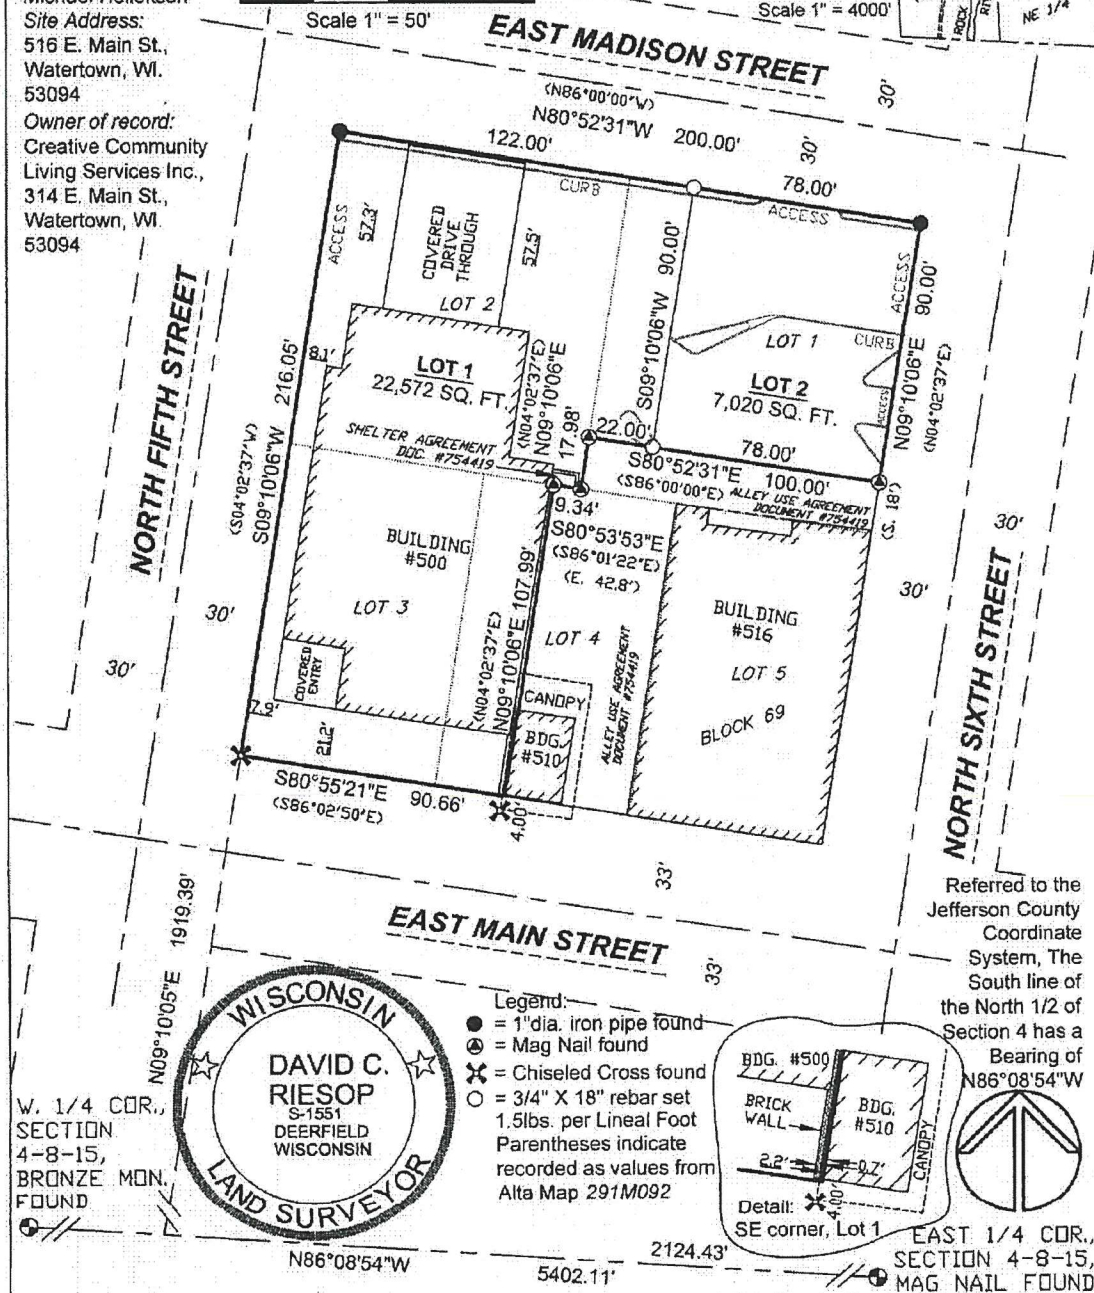 Site Address:
516 E. Main St.,
Watertown, WI.
53094
Owner of record:
Creative Community
Living Services Inc.,
314 E. Main St.,
Watertown, WI.
53094
Scale 1" = 50'
Scale 1" = 4000'
ROCK
NE 1/4
EAST MADISON STREET
30'
(N86°00'00"W)
N80°52'31"W
200.00'
30'
122.00'
78.00'
CURB
ACCESS
ACCESS
57.3'
COVERED
DRIVE
THROUGH
57.5'
90.00'
S09°10'06"W
ACCESS
90.00'
LOT 2
LOT 1
CURB
NORTH FIFTH STREET
216.05'
S09°10'06"W
(S04°02'37"W)
8.1'
LOT 1
22,572 SQ. FT.
(N04°02'37"E)
N09°10'06"E
17.98'
LOT 2
7,020 SQ. FT.
ACCESS
N09°10'06"E
(N04°02'37"E)
22.00'
78.00'
SHELTER AGREEMENT
DOC. #754419
S80°52'31"E
100.00'
(S86°00'00"E)
ALLEY USE AGREEMENT
DOCUMENT #754419
(S. 18')
9.34'
S80°53'53"E
(S86°01'22"E)
(E. 42.8')
BUILDING
#500
LOT 3
107.99'
N09°10'06"E
(N04°02'37"E)
LOT 4
ALLEY USE AGREEMENT
DOCUMENT #754419
BUILDING
#516
LOT 5
BLOCK 69
30'
30'
30'
30'
NORTH SIXTH STREET
COVERED
ENTRY
CANOPY
BDG.
#510
7.9'
21.2'
S80°55'21"E
90.66'
(S86°02'50"E)
4.00'
33'
EAST MAIN STREET
33'
1919.39'
N09°10'05"E
Referred to the
Jefferson County
Coordinate
System, The
South line of
the North 1/2 of
Section 4 has a
Bearing of
N86°08'54"W
WISCONSIN
DAVID C.
RIESOP
S-1551
DEERFIELD
WISCONSIN
LAND SURVEYOR
Legend:
= 1"dia. iron pipe found
= Mag Nail found
= Chiseled Cross found
= 3/4" X 18" rebar set
1.5lbs. per Lineal Foot
Parentheses indicate
recorded as values from
Alta Map 291M092
BDG. #500
BRICK
WALL
BDG.
#510
CANOPY
2.2'
0.7'
4.00'
Detail:
SE corner, Lot 1
W. 1/4 COR.,
SECTION
4-8-15,
BRONZE MON.
FOUND
N86°08'54"W
5402.11'
2124.43'
EAST 1/4 COR.,
SECTION 4-8-15,
MAG NAIL FOUND